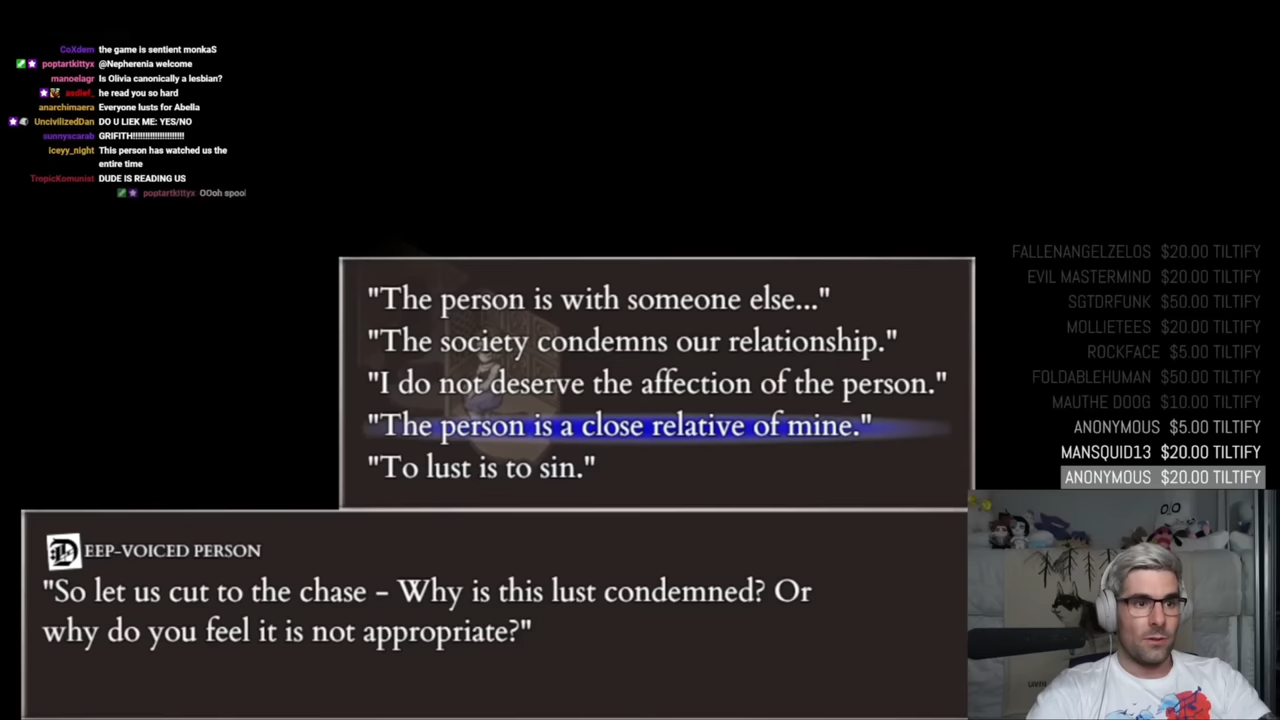 CoXdem the game is sentient monkaS
poptartkittyx @Nepherenia welcome
manoelagr Is Olivia canonically a lesbian?
asdief_ he read you so hard
anarchimaera Everyone lusts for Abella
UncivilizedDan DO U LIEK ME: YES/NO
sunnyscarab GRIFITH!!!!!!!!!!!!!!!!!!!!!!
iceyy_night This person has watched us the
entire time
TropicKomunist DUDE IS READING US
poptartkittyx OOoh spool
"The person is with someone else..."
"The society condemns our relationship."
"I do not deserve the affection of the person."
"The person is a close relative of mine."
"To lust is to sin."
FALLENANGELZELOS $20.00 TILTIFY
EVIL MASTERMIND $20.00 TILTIFY
SGTDRFUNK $50.00 TILTIFY
MOLLIETEES $20.00 TILTIFY
ROCKFACE $5.00 TILTIFY
FOLDABLEHUMAN $50.00 TILTIFY
MAUTHE DOOG $10.00 TILTIFY
ANONYMOUS $5.00 TILTIFY
MANSQUID13 $20.00 TILTIFY
ANONYMOUS $20.00 TILTIFY
DEEP-VOICED PERSON
"So let us cut to the chase - Why is this lust condemned? Or
why do you feel it is not appropriate?"